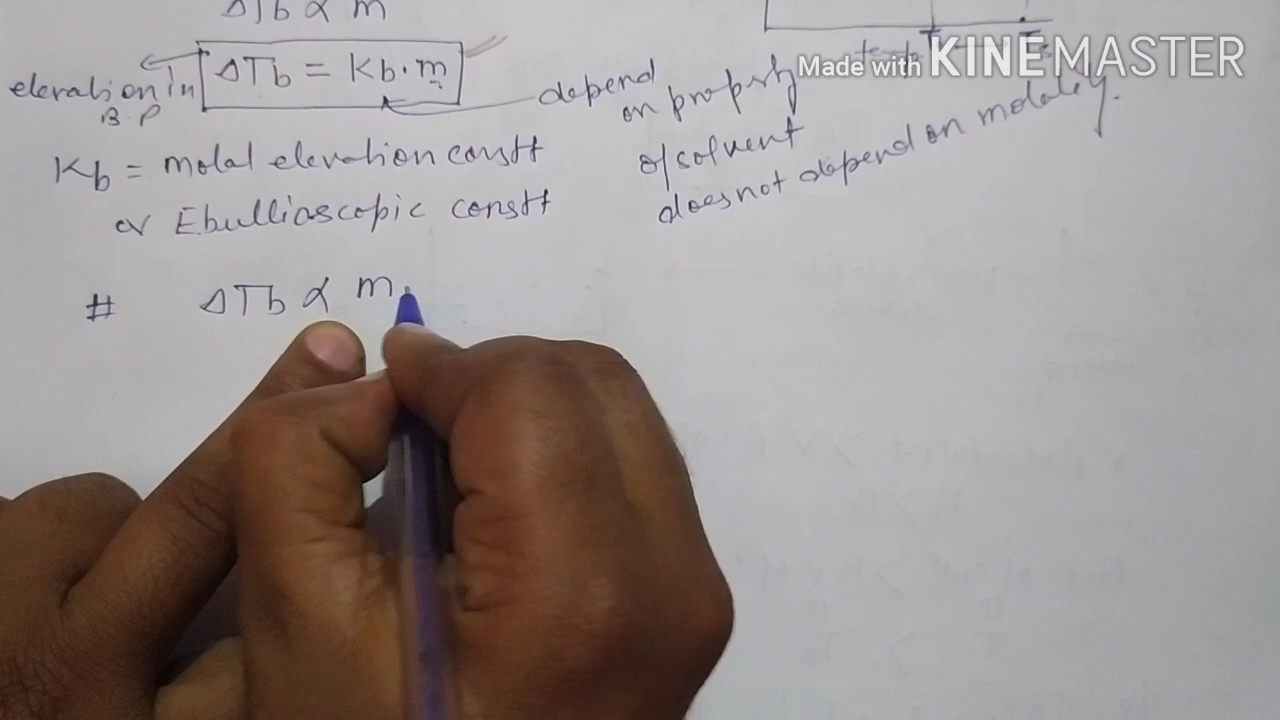 ΔTb ∝ m
Made with KINEMASTER
elevation in
B.P
ΔTb = Kb.m
depend
on property
of solvent
does not depend on molality.
Kb = molal elevation constt
or Ebullioscopic constt
# ΔTb ∝ m